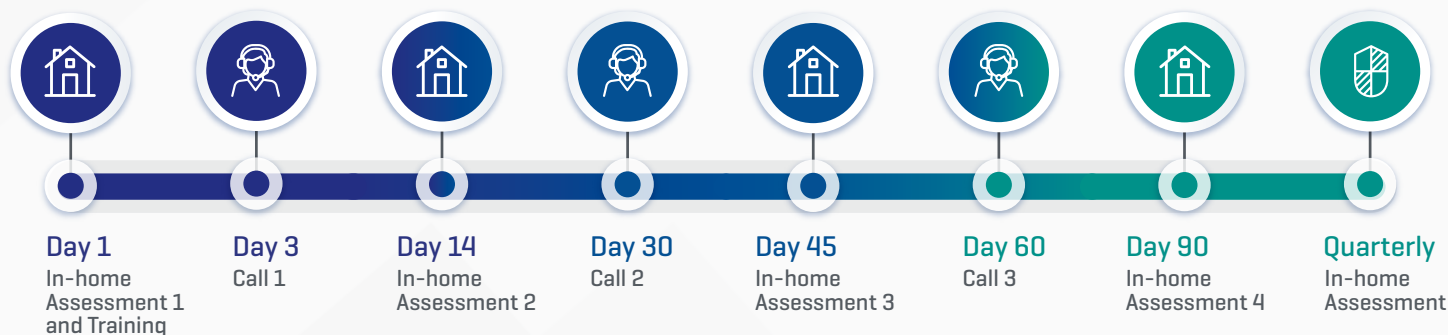 Day 1
In-home
Assessment 1
and Training
Day 3
Call 1
Day 14
In-home
Assessment 2
Day 30
Call 2
Day 45
In-home
Assessment 3
Day 60
Call 3
Day 90
In-home
Assessment 4
Quarterly
In-home
Assessment